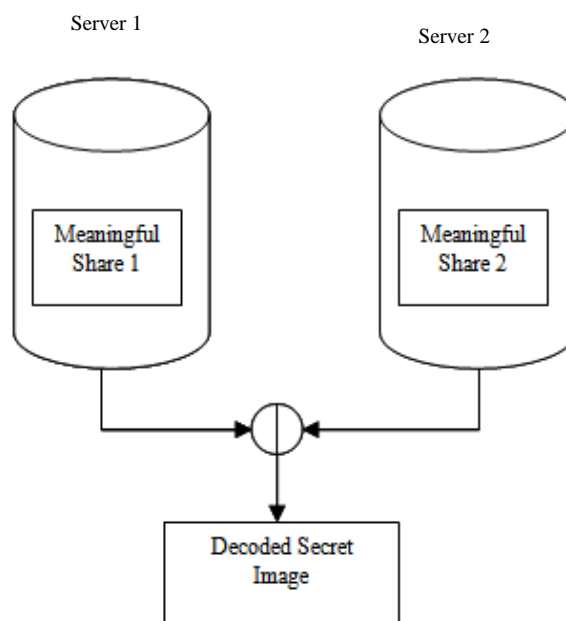 Server 1
Server 2
Meaningful
Share 1
Meaningful
Share 2
Decoded Secret
Image